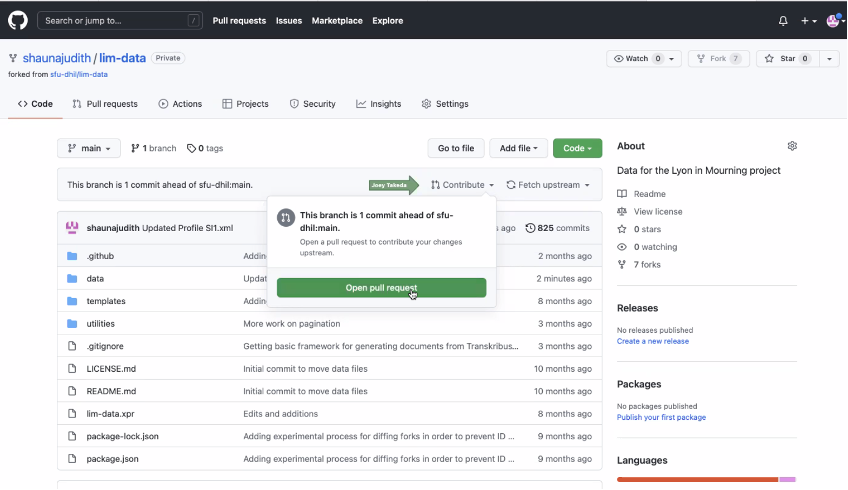 Search or jump to...
/
Pull requests Issues Marketplace Explore
shaunajudith / lim-data Private
forked from sfu-dhil/lim-data
Watch 0
Fork 7
Star 0
Code Pull requests Actions Projects Security Insights Settings
main 1 branch 0 tags Go to file Add file Code
This branch is 1 commit ahead of sfu-dhil:main.
Joey Takeda
Contribute Fetch upstream
This branch is 1 commit ahead of sfu-
dhil:main.
Open a pull request to contribute your changes
upstream.
Open pull request
shaunajudith Updated Profile SI1.xml s ago 825 commits
.github Addin 2 months ago
data Updat 2 minutes ago
templates Addin 8 months ago
utilities More work on pagination 3 months ago
.gitignore Getting basic framework for generating documents from Transkribus... 3 months ago
LICENSE.md Initial commit to move data files 10 months ago
README.md Initial commit to move data files 10 months ago
lim-data.xpr Edits and additions 8 months ago
package-lock.json Adding experimental process for diffing forks in order to prevent ID ... 9 months ago
package.json Adding experimental process for diffing forks in order to prevent ID ... 9 months ago
About
Data for the Lyon in Mourning project
Readme
View license
0 stars
0 watching
7 forks
Releases
No releases published
Create a new release
Packages
No packages published
Publish your first package
Languages